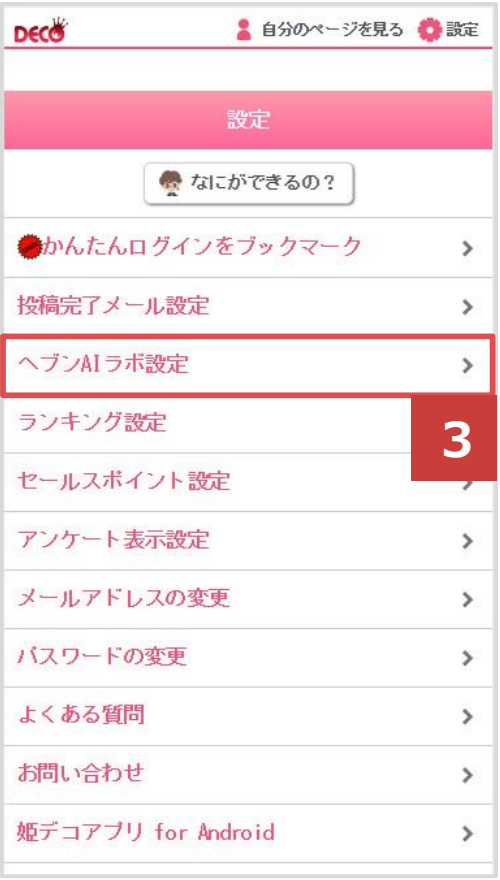 DECO
自分のページを見る
設定
設定
なにができるの？
かんたんログインをブックマーク
投稿完了メール設定
ヘブンAIラボ設定
ランキング設定
3
セールスポイント設定
アンケート表示設定
メールアドレスの変更
パスワードの変更
よくある質問
お問い合わせ
姫デコアプリ for Android